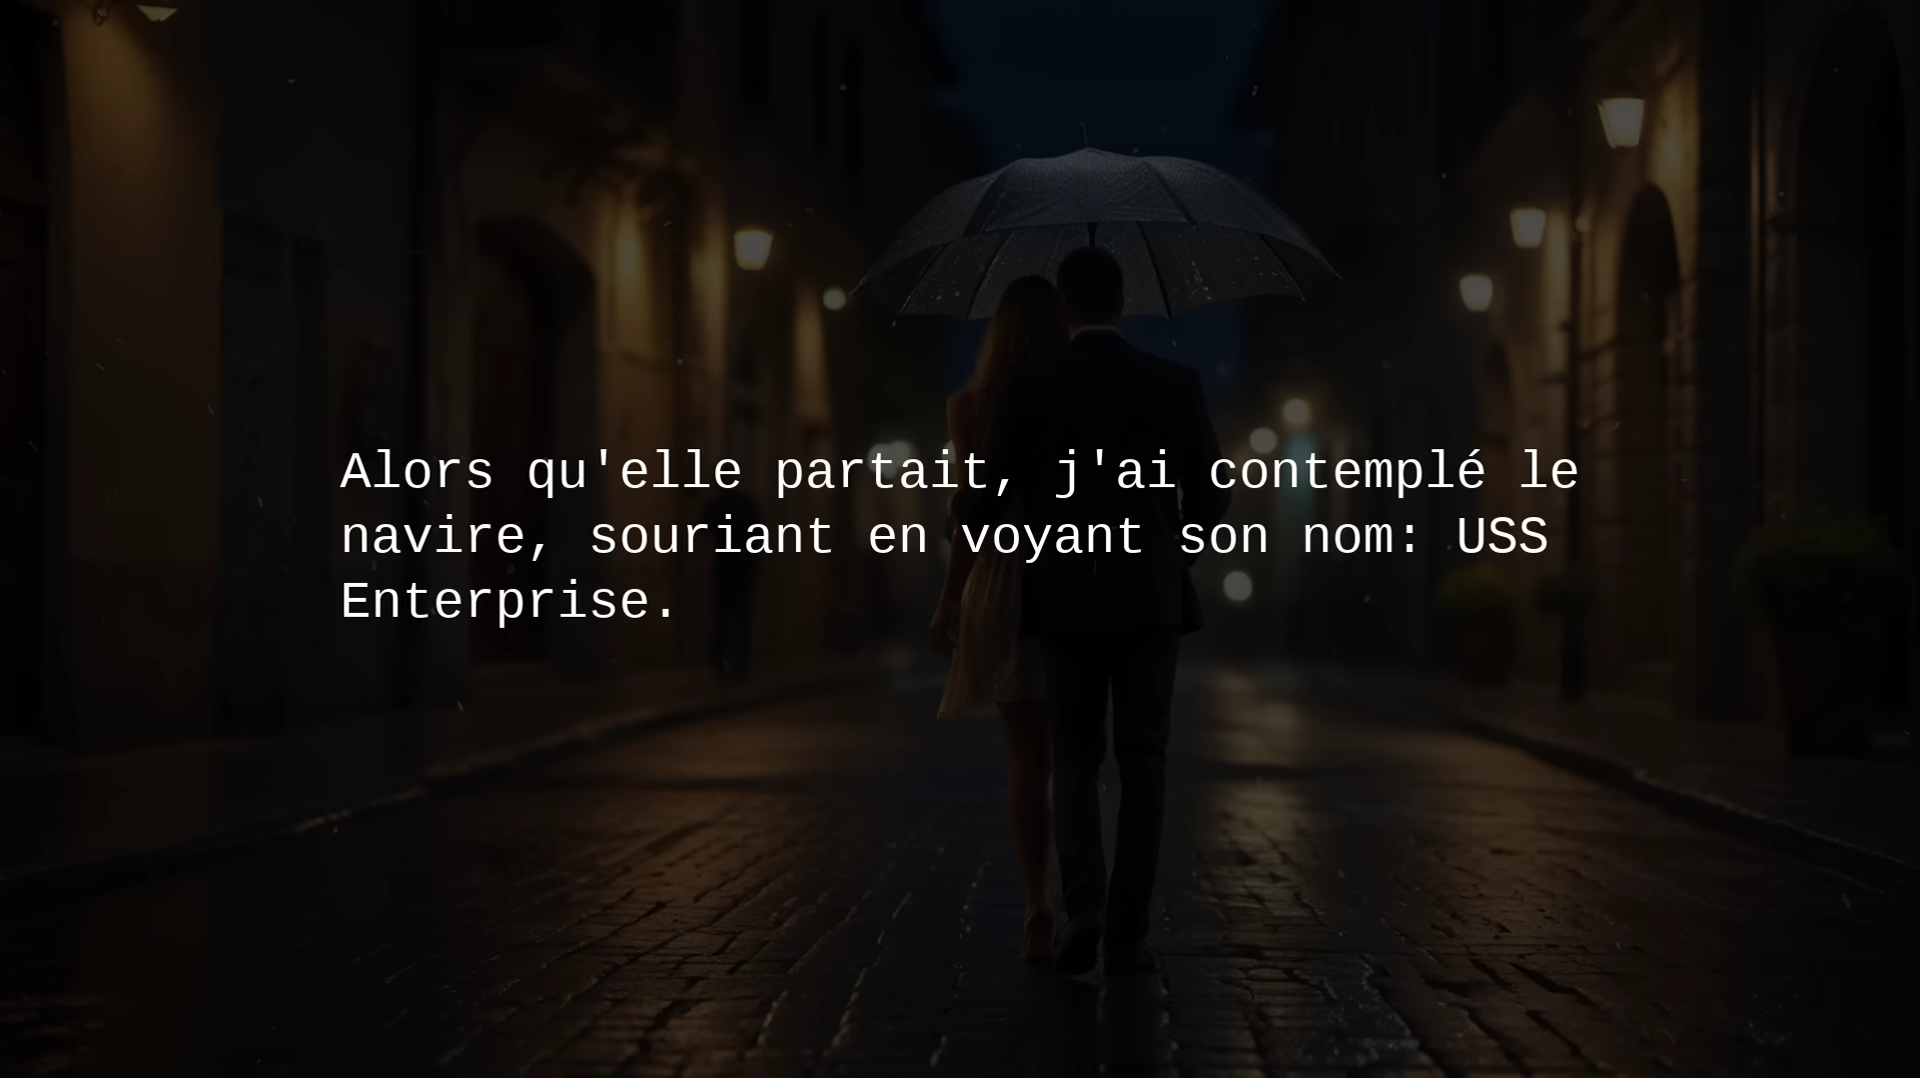 Alors qu'elle partait, j'ai contemplé le
navire, souriant en voyant son nom: USS
Enterprise.